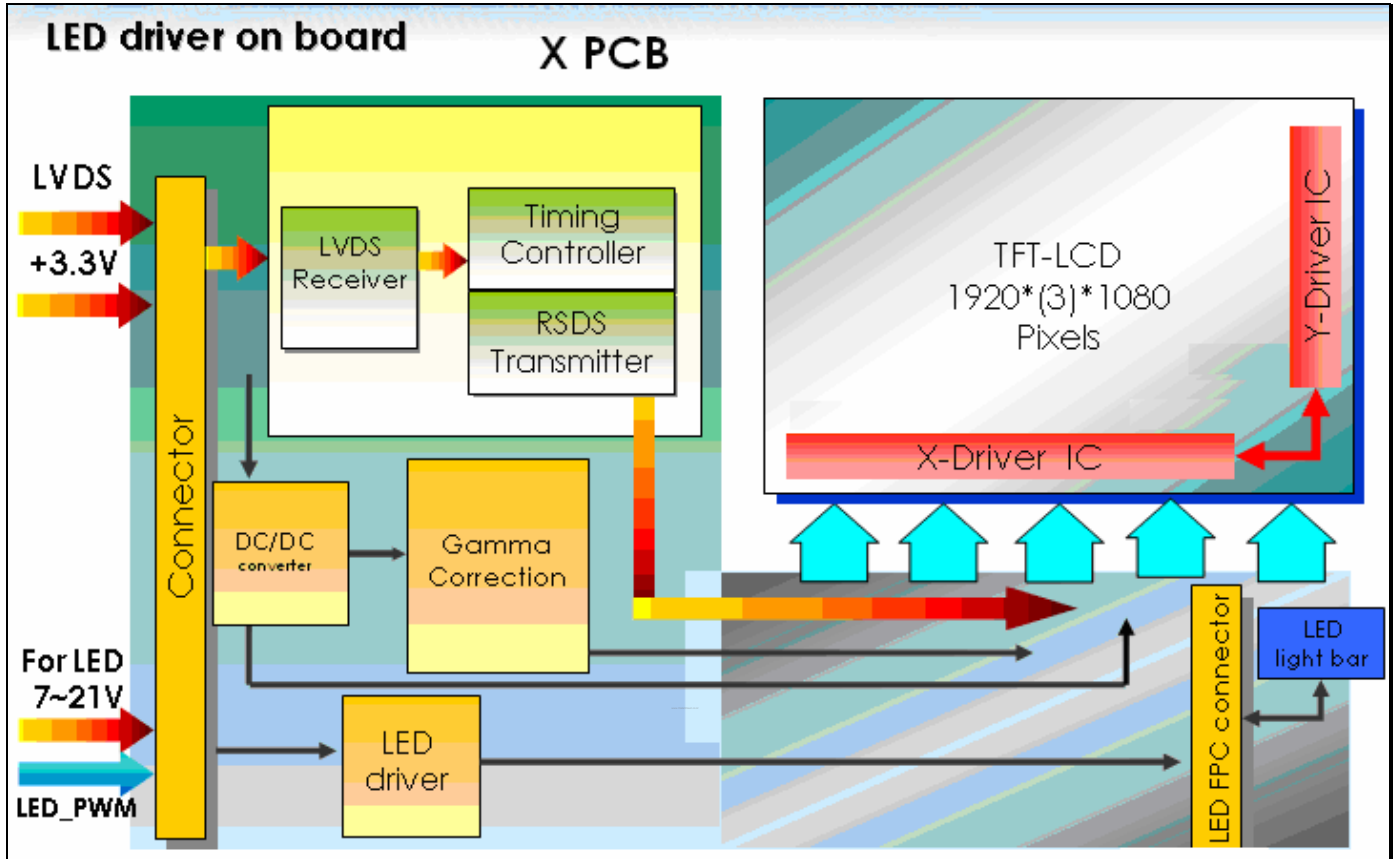 LED driver on board
X PCB
LVDS
+3.3V
For LED
7~21V
LED_PWM
Connector
LVDS
Receiver
Timing
Controller
RSDS
Transmitter
DC/DC
converter
Gamma
Correction
LED
driver
TFT-LCD
1920*(3)*1080
Pixels
Y-Driver IC
X-Driver IC
LED FPC connector
LED
light bar